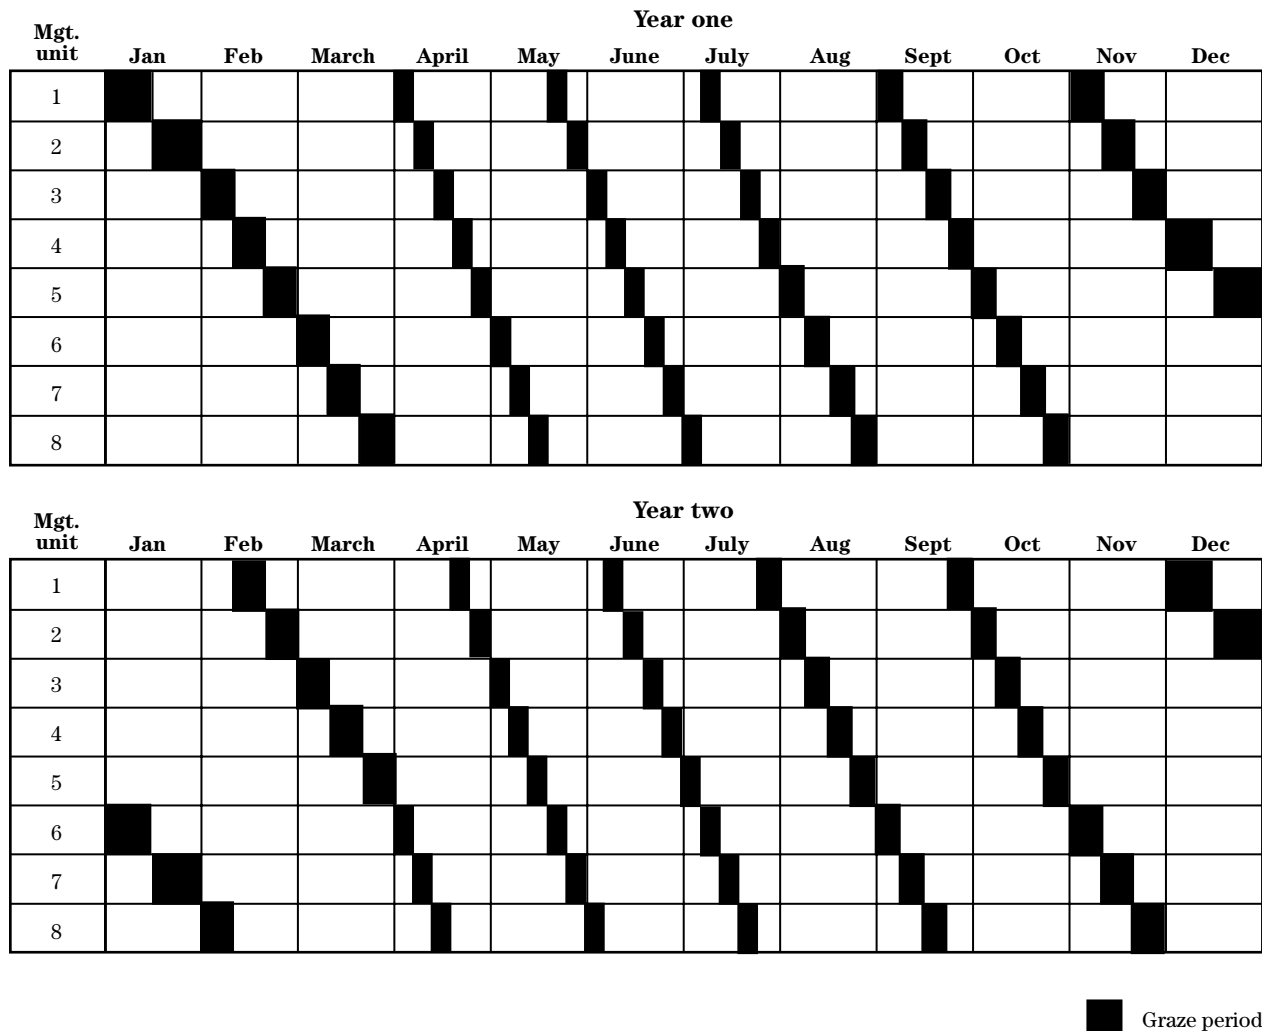 Year one
Mgt.
unit Jan Feb March April May June July Aug Sept Oct Nov Dec
1
2
3
4
5
6
7
8
Year two
Mgt.
unit Jan Feb March April May June July Aug Sept Oct Nov Dec
1
2
3
4
5
6
7
8
Graze period